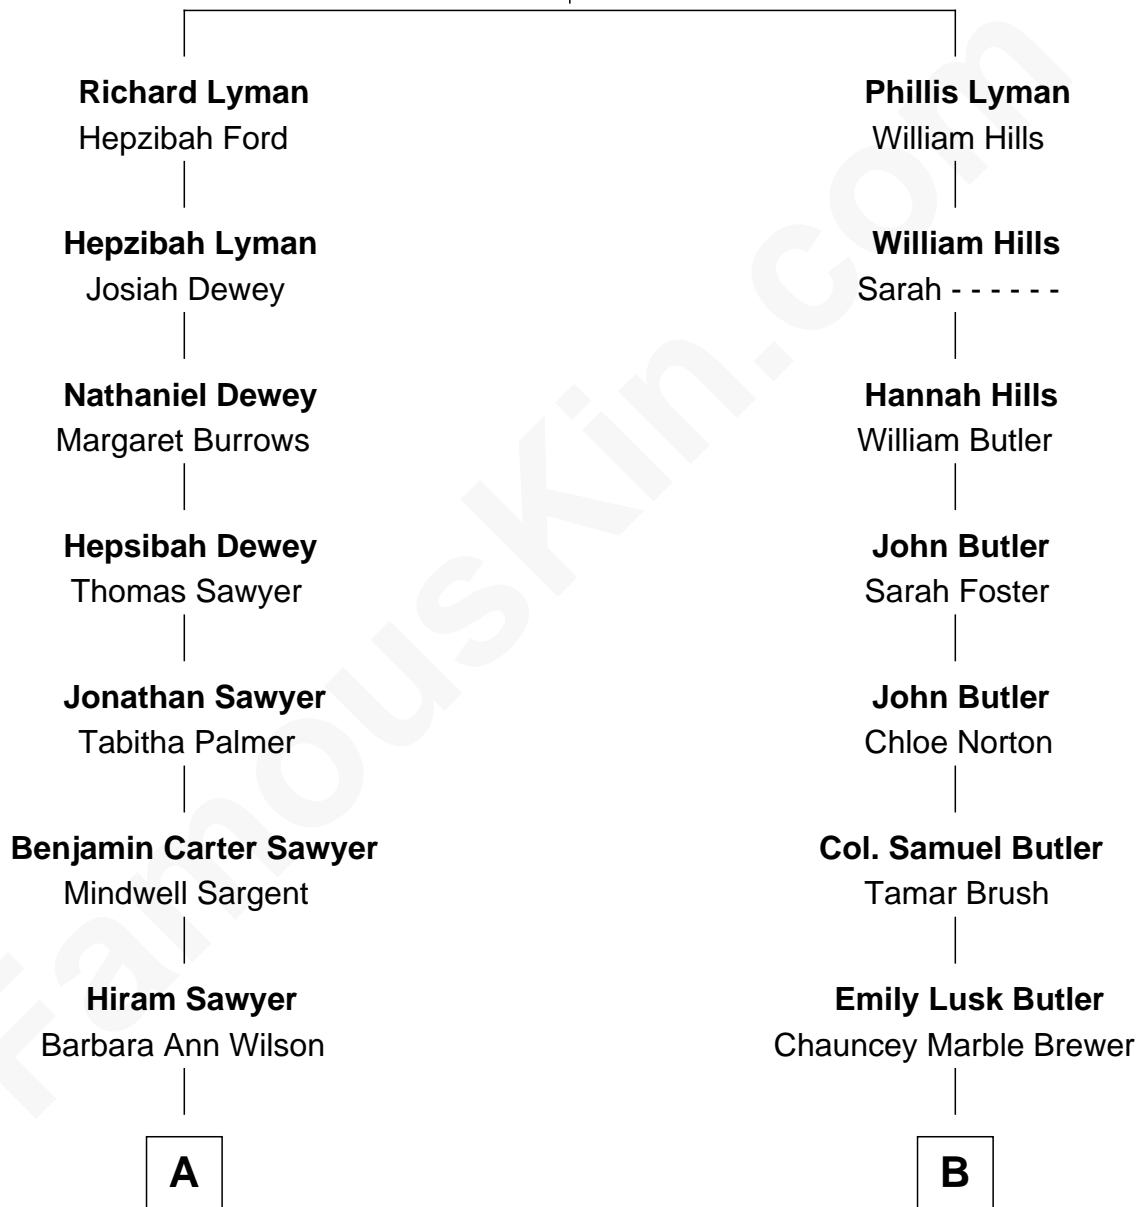 Richard Lyman
Hepzibah Ford
Hepzibah Lyman
Josiah Dewey
Nathaniel Dewey
Margaret Burrows
Hepsibah Dewey
Thomas Sawyer
Jonathan Sawyer
Tabitha Palmer
Benjamin Carter Sawyer
Mindwell Sargent
Hiram Sawyer
Barbara Ann Wilson
A
Phillis Lyman
William Hills
William Hills
Sarah - - - - - -
Hannah Hills
William Butler
John Butler
Sarah Foster
John Butler
Chloe Norton
Col. Samuel Butler
Tamar Brush
Emily Lusk Butler
Chauncey Marble Brewer
B
FamousKin.com